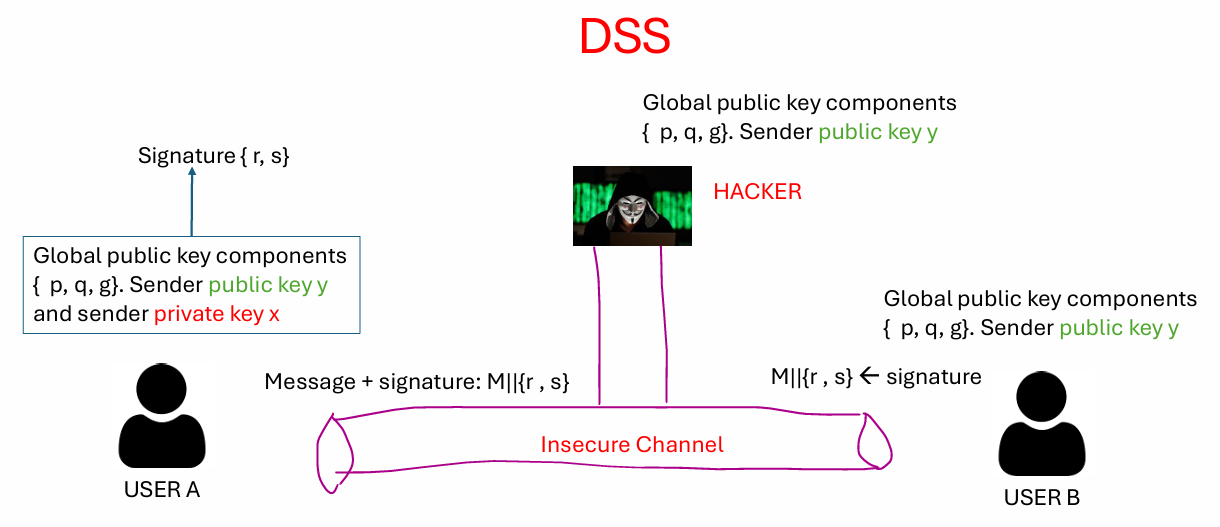 DSS
Global public key components
{ p, q, g}. Sender public key y
HACKER
Signature { r, s}
Global public key components
{ p, q, g}. Sender public key y
and sender private key x
Global public key components
{ p, q, g}. Sender public key y
Message + signature: M||{r , s}
M||{r , s} ← signature
Insecure Channel
USER A
USER B